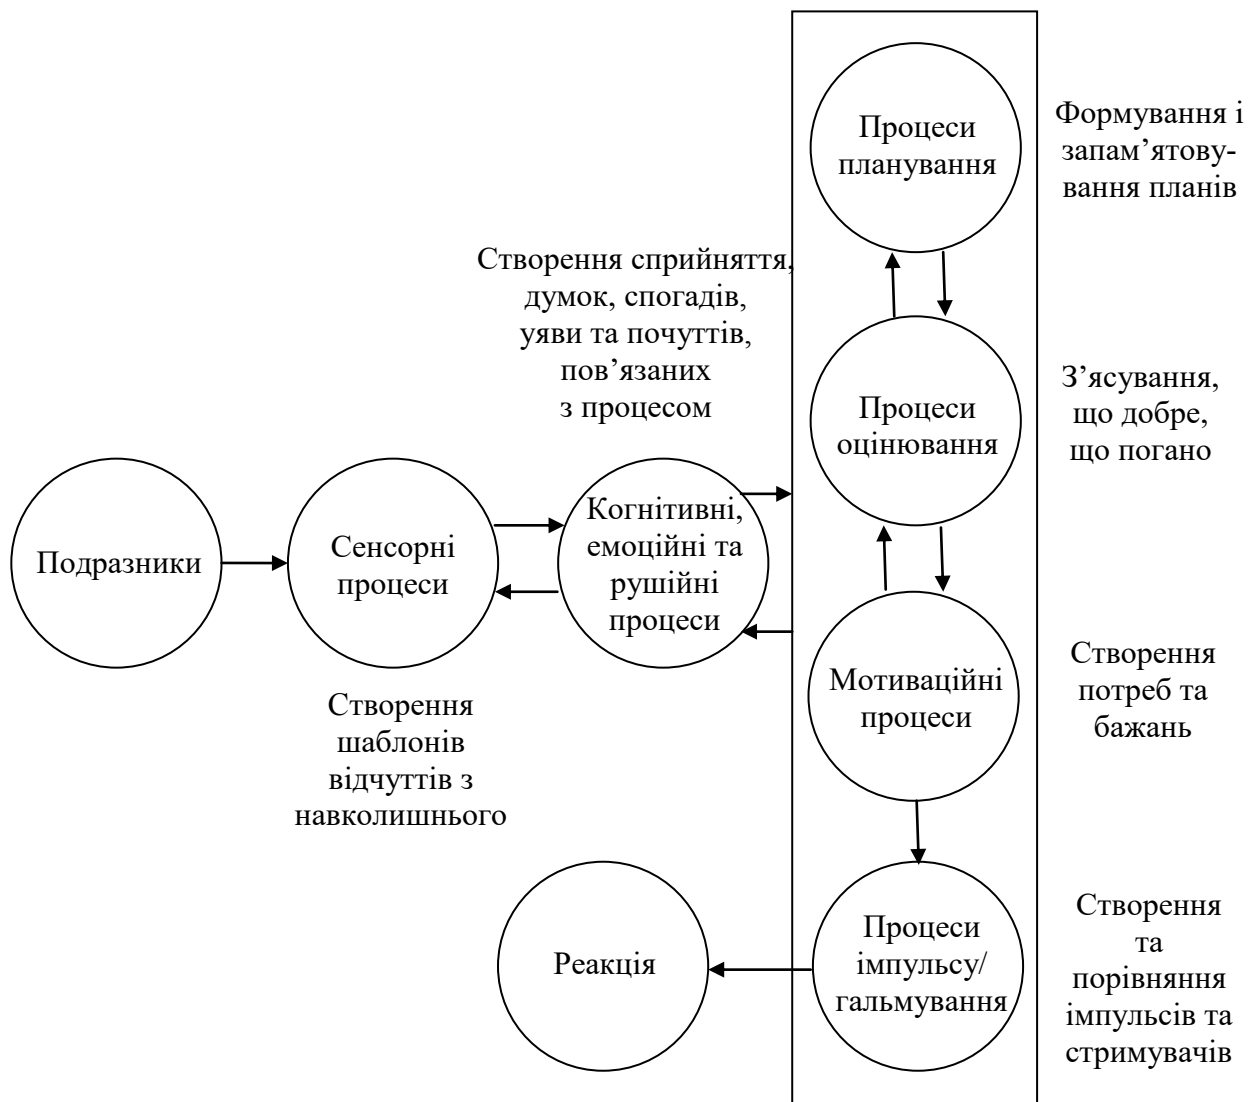 Процеси
планування
Формування і
запам’ятову-
вання планів
Створення сприйняття,
думок, спогадів,
уяви та почуттів,
пов’язаних
з процесом
Процеси
оцінювання
З’ясування,
що добре,
що погано
Подразники
Сенсорні
процеси
Когнітивні,
емоційні та
рушійні
процеси
Мотиваційні
процеси
Створення
потреб та
бажань
Створення
шаблонів
відчуттів з
навколишнього
Реакція
Процеси
імпульсу/
гальмування
Створення
та
порівняння
імпульсів та
стримувачів